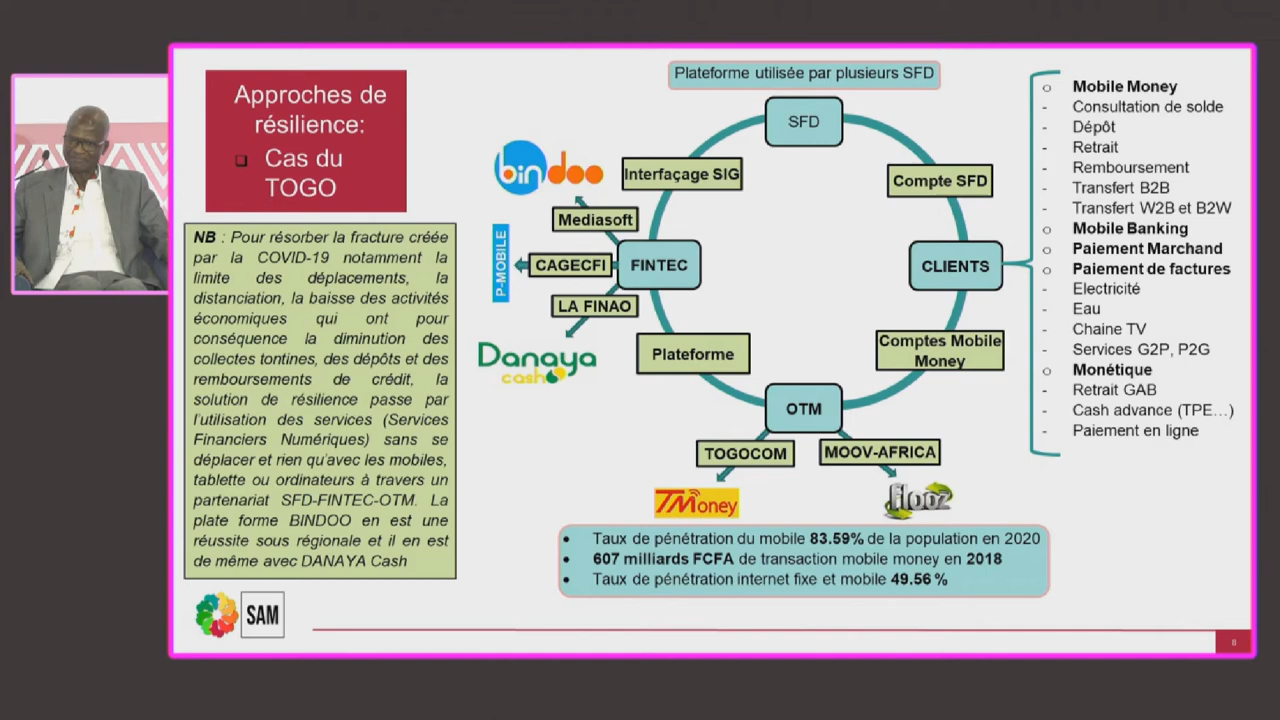 Approches de
résilience:
Cas du
TOGO
NB : Pour résorber la fracture créée
par la COVID-19 notamment la
limite des déplacements, la
distanciation, la baisse des activités
économiques qui ont pour
conséquence la diminution des
collectes tontines, des dépôts et des
remboursements de crédit, la
solution de résilience passe par
l'utilisation des services (Services
Financiers Numériques) sans se
déplacer et rien qu'avec les mobiles,
tablette ou ordinateurs à travers un
partenariat SFD-FINTEC-OTM. La
plate forme BINDOO en est une
réussite sous régionale et il en est
de même avec DANAYA Cash
SAM
Plateforme utilisée par plusieurs SFD
SFD
bindoo
Interfaçage SIG
Compte SFD
Mediasoft
P-MOBILE
CAGECFI
FINTEC
CLIENTS
LA FINAO
Danaya
cash
Plateforme
Comptes Mobile
Money
OTM
TOGOCOM
MOOV-AFRICA
TMoney
flooz
• Taux de pénétration du mobile 83.59% de la population en 2020
• 607 milliards FCFA de transaction mobile money en 2018
• Taux de pénétration internet fixe et mobile 49.56 %
o Mobile Money
- Consultation de solde
- Dépôt
- Retrait
- Remboursement
- Transfert B2B
- Transfert W2B et B2W
o Mobile Banking
o Paiement Marchand
o Paiement de factures
- Electricité
- Eau
- Chaine TV
- Services G2P, P2G
o Monétique
- Retrait GAB
- Cash advance (TPE…)
- Paiement en ligne
8